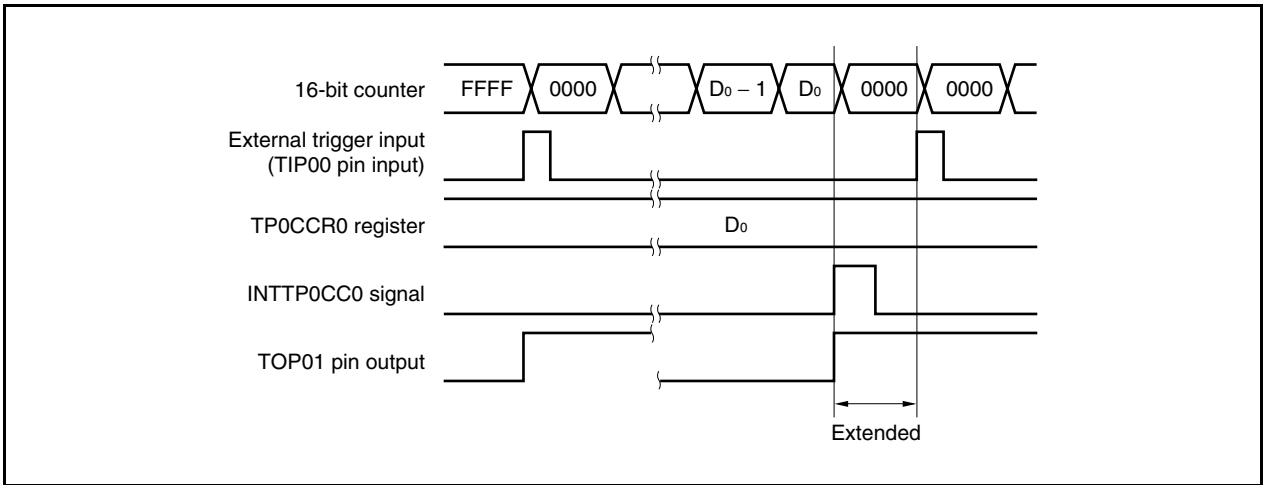 16-bit counter FFFF 0000 D0 – 1 D0 0000 0000
External trigger input
(TIP00 pin input)
TP0CCR0 register D0
INTTP0CC0 signal
TOP01 pin output
Extended